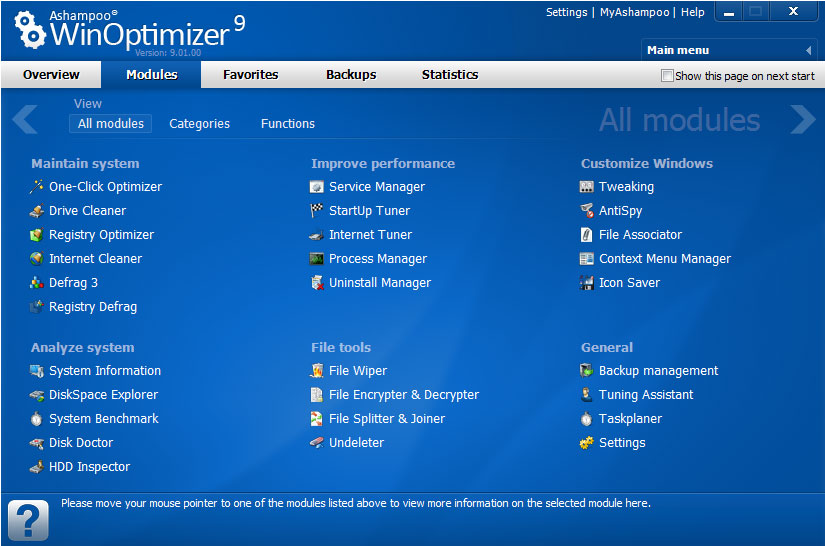 Ashampoo®
WinOptimizer 9
Version: 9.01.00
Settings | MyAshampoo | Help
Main menu
Overview Modules Favorites Backups Statistics
Show this page on next start
View
All modules Categories Functions
All modules
Maintain system
One-Click Optimizer
Drive Cleaner
Registry Optimizer
Internet Cleaner
Defrag 3
Registry Defrag
Improve performance
Service Manager
StartUp Tuner
Internet Tuner
Process Manager
Uninstall Manager
Customize Windows
Tweaking
AntiSpy
File Associator
Context Menu Manager
Icon Saver
Analyze system
System Information
DiskSpace Explorer
System Benchmark
Disk Doctor
HDD Inspector
File tools
File Wiper
File Encrypter & Decrypter
File Splitter & Joiner
Undeleter
General
Backup management
Tuning Assistant
Taskplaner
Settings
?
Please move your mouse pointer to one of the modules listed above to view more information on the selected module here.